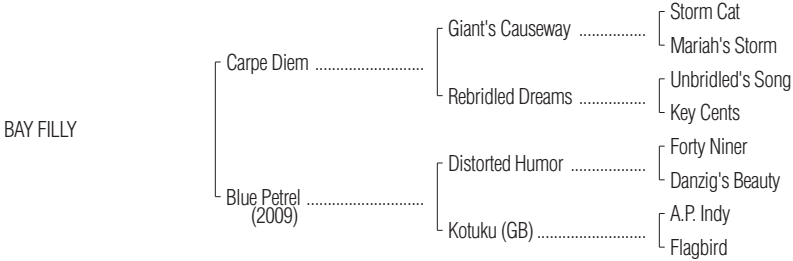 Storm Cat
Giant's Causeway ................
Mariah's Storm
Carpe Diem ..........................
Unbridled's Song
Rebridled Dreams ................
Key Cents
BAY FILLY
Forty Niner
Distorted Humor ..................
Danzig's Beauty
Blue Petrel ............................
(2009)
A.P. Indy
Kotuku (GB) ..........................
Flagbird